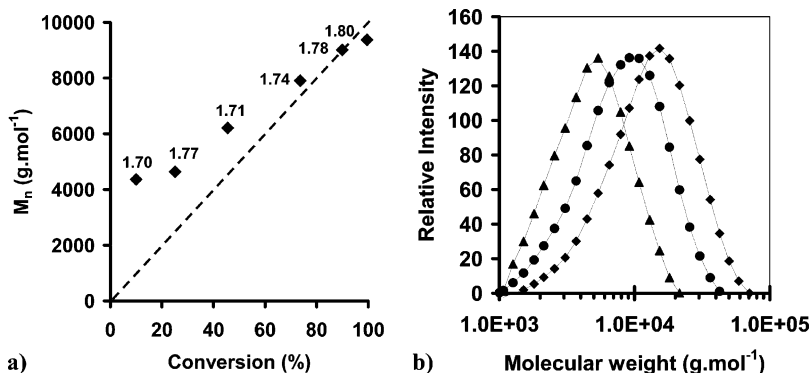 10000
8000
6000
4000
2000
0
M_n (g.mol⁻¹)
1.70
1.77
1.71
1.74
1.78
1.80
0 20 40 60 80 100
Conversion (%)
a)
160
140
120
100
80
60
40
20
0
Relative Intensity
1.0E+03 1.0E+04 1.0E+05
Molecular weight (g.mol⁻¹)
b)